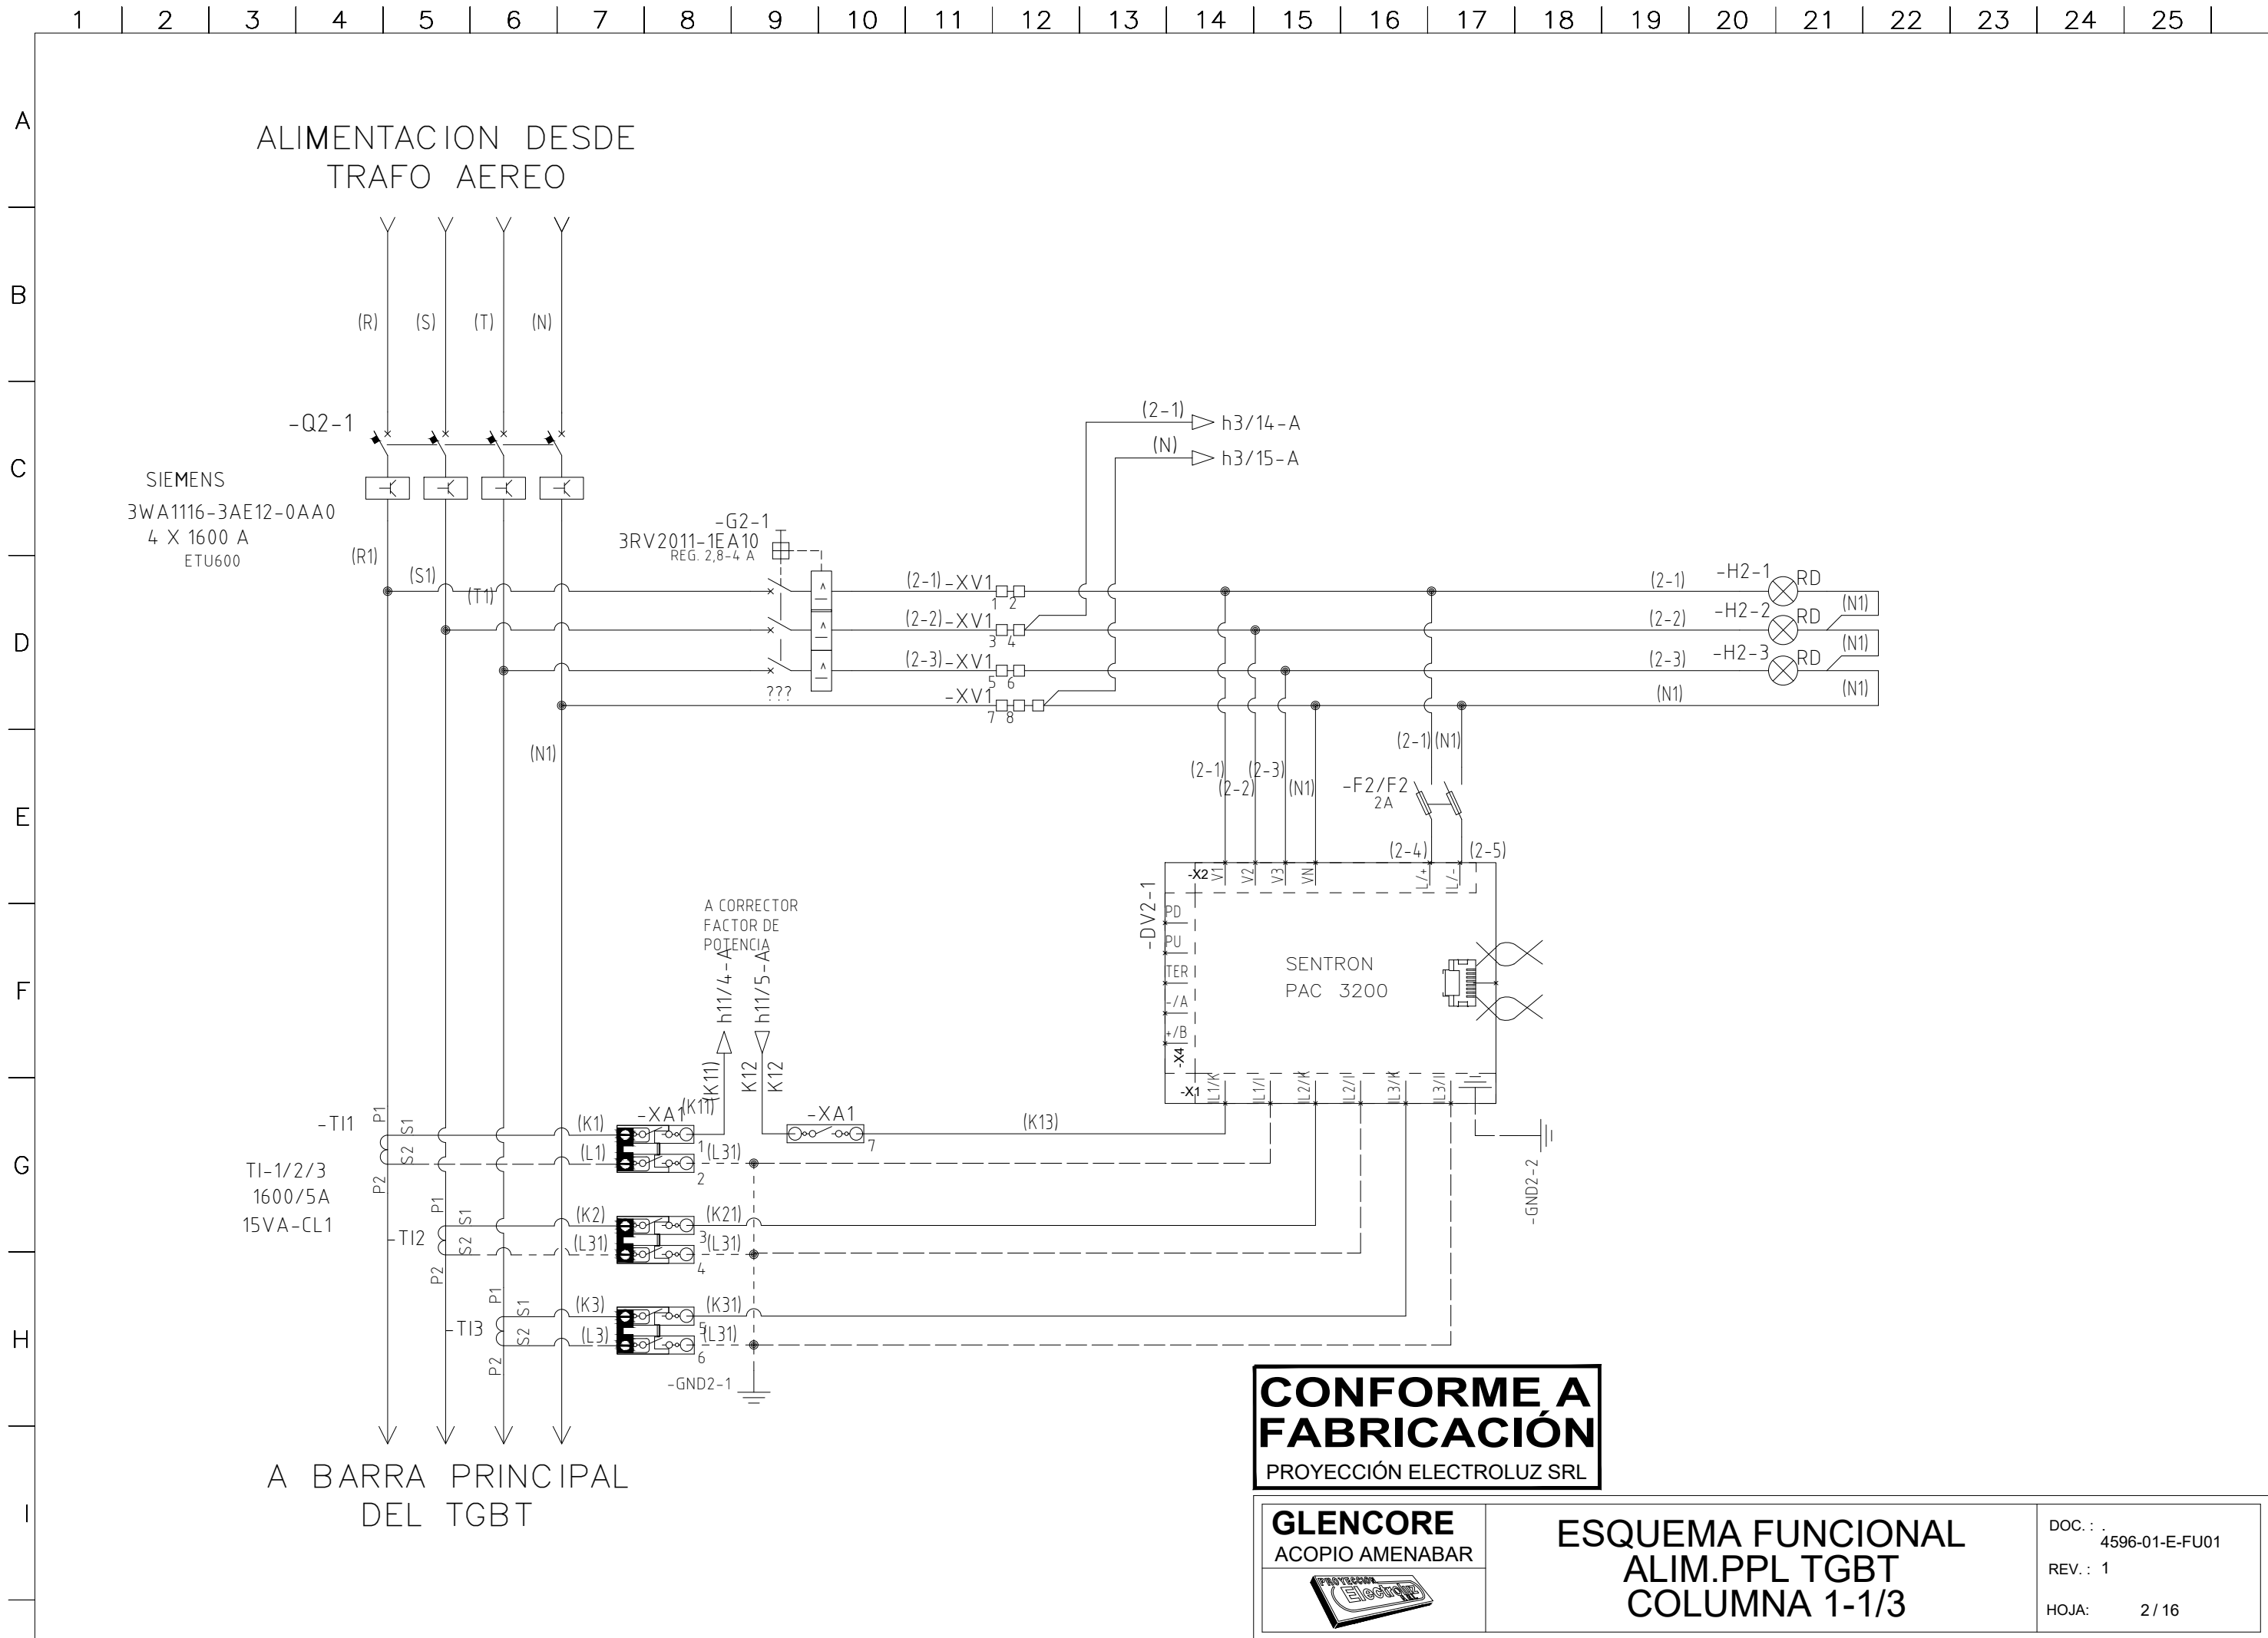 1 2 3 4 5 6 7 8 9 10 11 12 13 14 15 16 17 18 19 20 21 22 23 24 25
A
B
C
D
E
F
G
H
I
ALIMENTACION DESDE
TRAFO AEREO
(R) (S) (T) (N)
-Q2-1
SIEMENS
3WA1116-3AE12-0AA0
4 X 1600 A
ETU600
(R1)
(S1)
(T1)
(N1)
-G2-1
3RV2011-1EA10
REG. 2,8-4 A
???
(2-1) h3/14-A
(N) h3/15-A
(2-1) -XV1 1 2
(2-2) -XV1 3 4
(2-3) -XV1 5 6
-XV1 7 8
(2-1) -H2-1 RD (N1)
(2-2) -H2-2 RD (N1)
(2-3) -H2-3 RD (N1)
(N1)
(2-1) (N1)
(2-1) (2-2) (2-3) (N1)
-F2/F2
2A
(2-4) (2-5)
-X2 V1 V2 V3 VN L/+ L/-
-DV2-1
PD
PU
TER
-/A
+/B
-X4
SENTRON
PAC 3200
-X1 IL1/K IL1/I IL2/K IL2/I IL3/K IL3/I
-GND2-2
A CORRECTOR
FACTOR DE
POTENCIA
h11/4-A h11/5-A
(K11) K12 K12
-TI1 P1 S1 S2 P2
(K1) -XA1 (K11) 1
(L1) (L31) 2
-XA1 7
(K13)
TI-1/2/3
1600/5A
15VA-CL1
-TI2 P1 S1 S2 P2
(K2) (K21) 3
(L31) (L31) 4
-TI3 P1 S1 S2 P2
(K3) (K31) 5
(L3) (L31) 6
-GND2-1
A BARRA PRINCIPAL
DEL TGBT
CONFORME A
FABRICACIÓN
PROYECCIÓN ELECTROLUZ SRL
GLENCORE
ACOPIO AMENABAR
PROYECCION
Electroluz
S.R.L.
ESQUEMA FUNCIONAL
ALIM.PPL TGBT
COLUMNA 1-1/3
DOC. : .
4596-01-E-FU01
REV. : 1
HOJA: 2 / 16